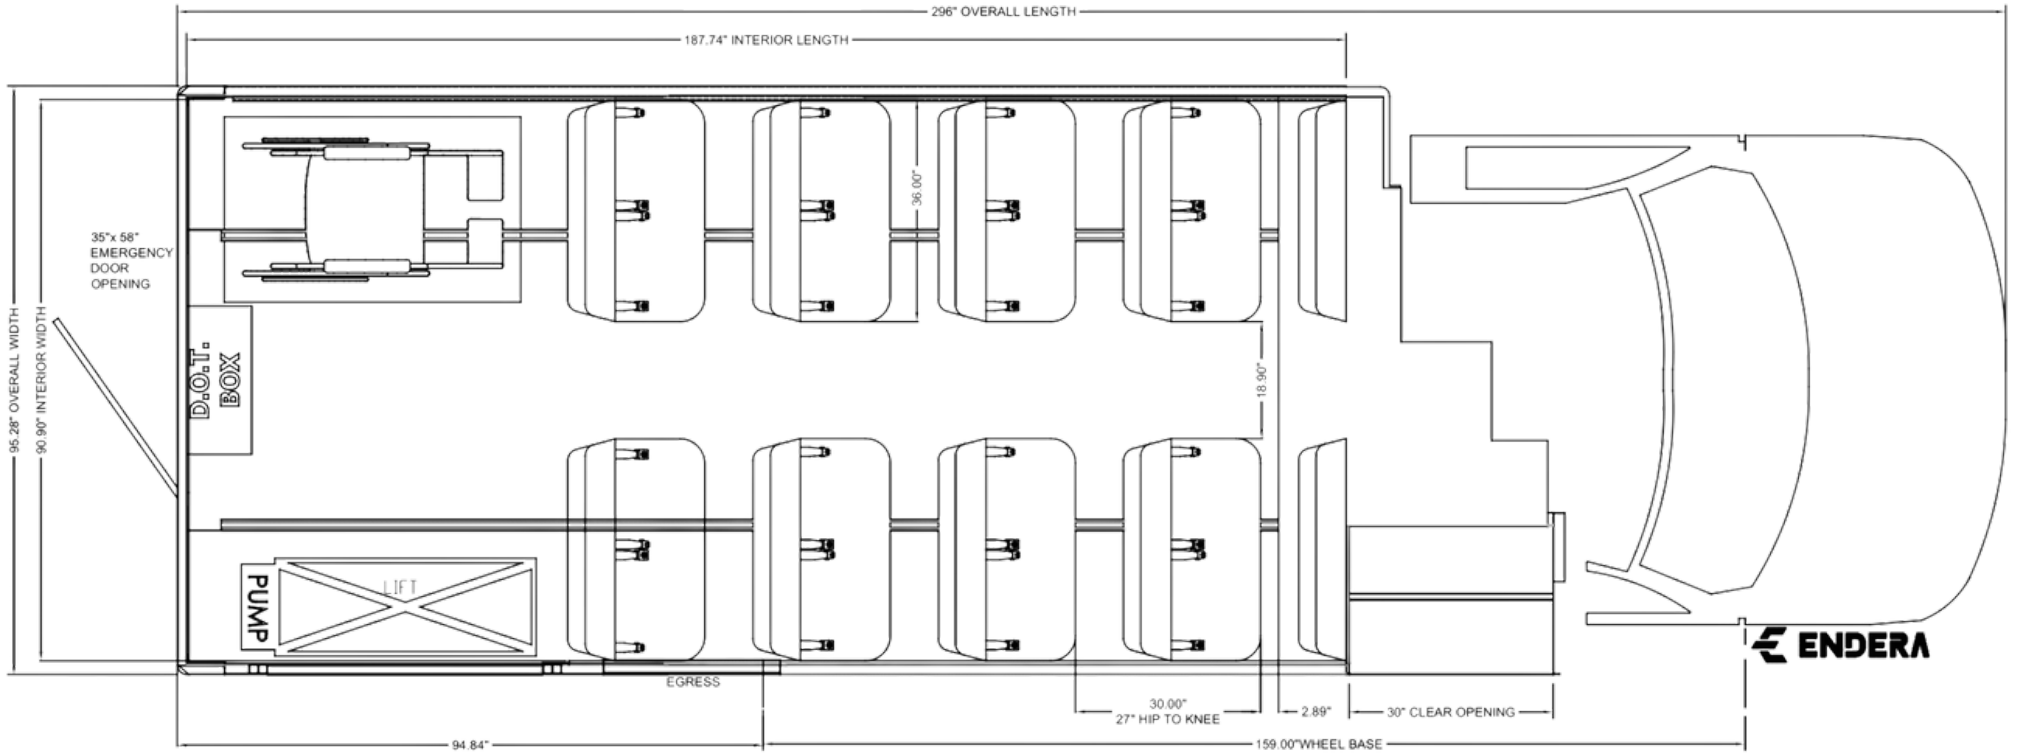 296" OVERALL LENGTH
187.74" INTERIOR LENGTH
95.28" OVERALL WIDTH
90.90" INTERIOR WIDTH
35"x 58"
EMERGENCY
DOOR
OPENING
36.00"
D.O.T.
BOX
18.90"
PUMP
LIFT
EGRESS
30.00"
27" HIP TO KNEE
2.89"
30" CLEAR OPENING
ENDERA
94.84"
159.00"WHEEL BASE